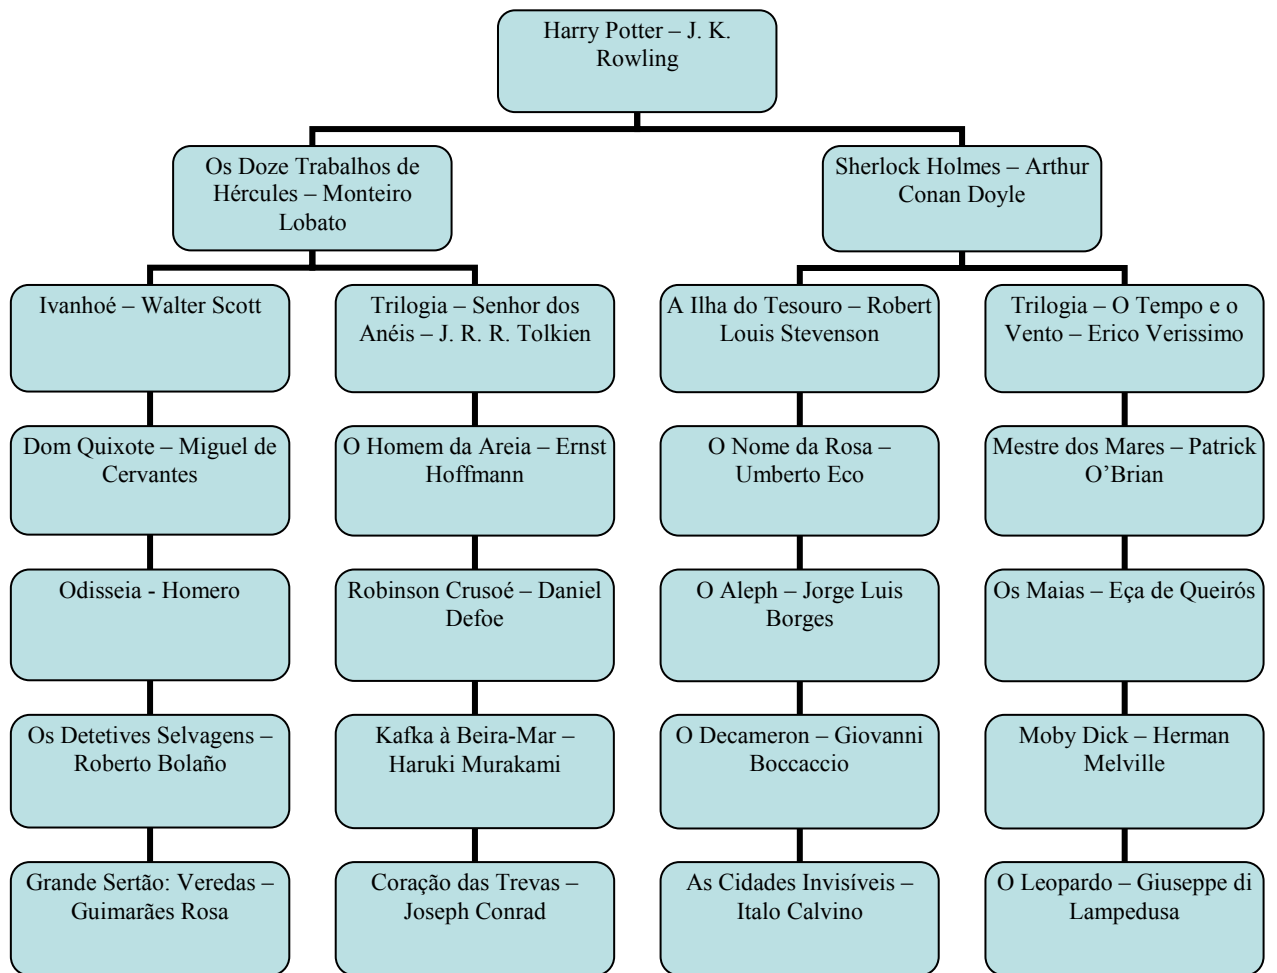 Harry Potter – J. K.
Rowling
Os Doze Trabalhos de
Hércules – Monteiro
Lobato
Sherlock Holmes – Arthur
Conan Doyle
Ivanhoé – Walter Scott
Trilogia – Senhor dos
Anéis – J. R. R. Tolkien
A Ilha do Tesouro – Robert
Louis Stevenson
Trilogia – O Tempo e o
Vento – Erico Verissimo
Dom Quixote – Miguel de
Cervantes
O Homem da Areia – Ernst
Hoffmann
O Nome da Rosa –
Umberto Eco
Mestre dos Mares – Patrick
O’Brian
Odisseia - Homero
Robinson Crusoé – Daniel
Defoe
O Aleph – Jorge Luis
Borges
Os Maias – Eça de Queirós
Os Detetives Selvagens –
Roberto Bolaño
Kafka à Beira-Mar –
Haruki Murakami
O Decameron – Giovanni
Boccaccio
Moby Dick – Herman
Melville
Grande Sertão: Veredas –
Guimarães Rosa
Coração das Trevas –
Joseph Conrad
As Cidades Invisíveis –
Italo Calvino
O Leopardo – Giuseppe di
Lampedusa